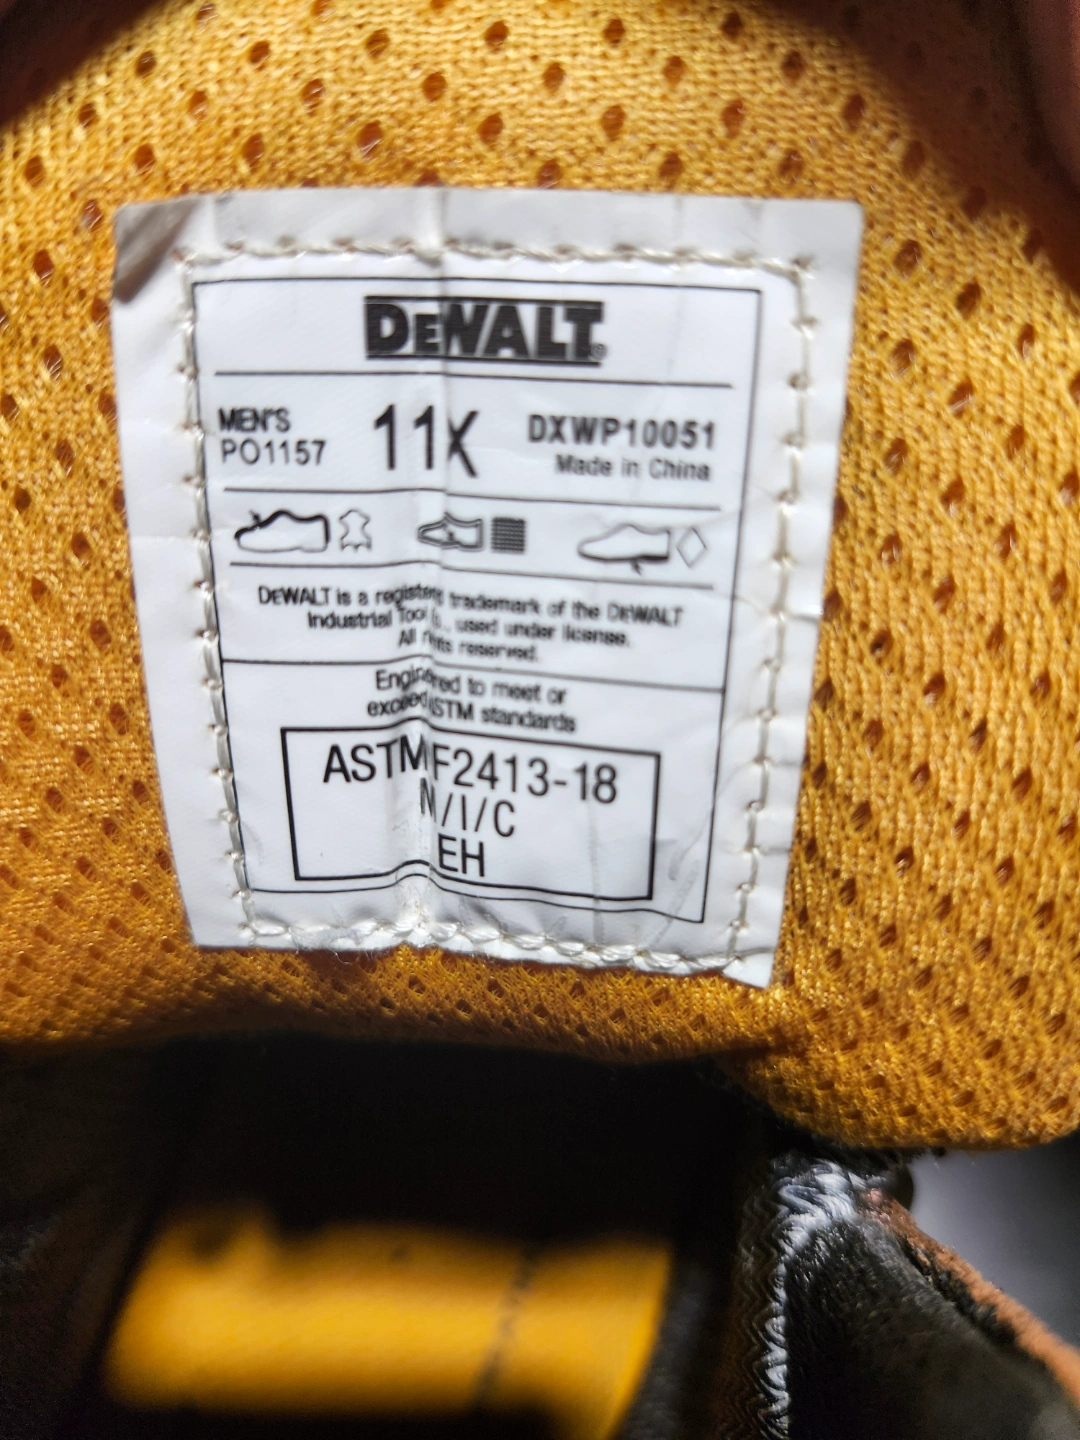 DEWALT®
MEN'S 11X DXWP10051
PO1157 Made in China
DEWALT is a registered trademark of the DEWALT
Industrial Tool , used under license.
All rights reserved.
Engineered to meet or
exceed ASTM standards
ASTM F2413-18
M/I/C
EH